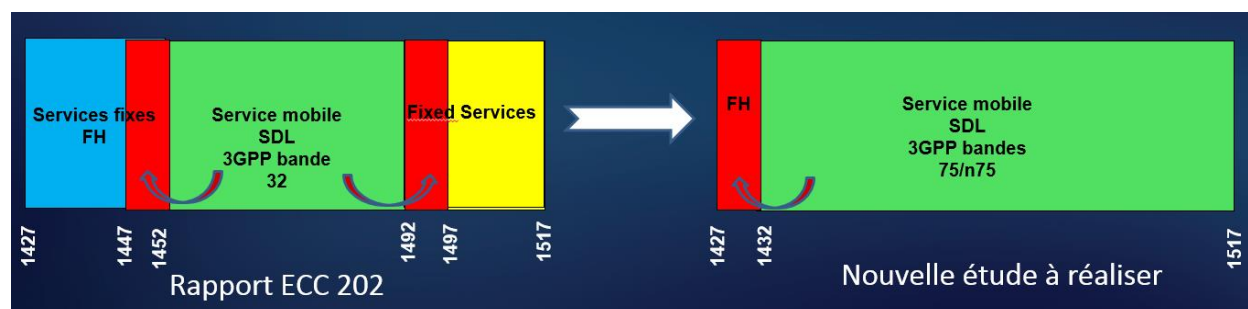 Services fixes
FH
Service mobile
SDL
3GPP bande
32
Fixed Services
1427
1447
1452
1492
1497
1517
Rapport ECC 202
FH
Service mobile
SDL
3GPP bandes
75/n75
1427
1432
1517
Nouvelle étude à réaliser